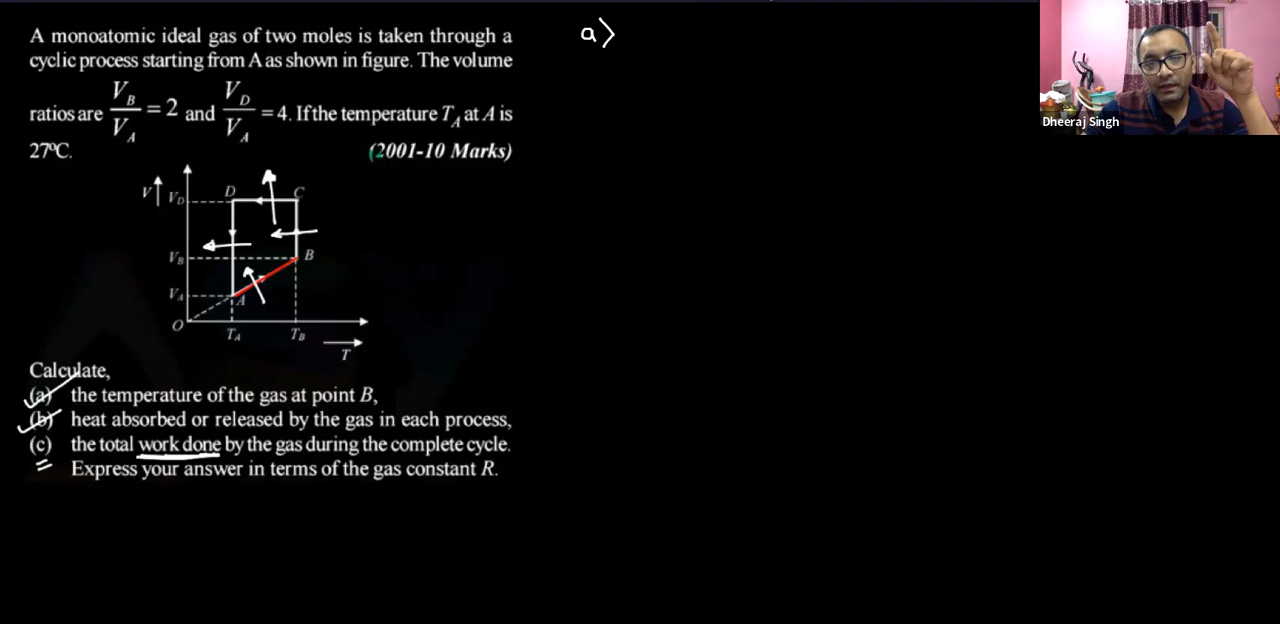 A monoatomic ideal gas of two moles is taken through a
cyclic process starting from A as shown in figure. The volume
ratios are V_B/V_A = 2 and V_D/V_A = 4. If the temperature T_A at A is
27ºC. (2001-10 Marks)
a>
Dheeraj Singh
V
V_D
D
C
V_B
B
V_A
A
O
T_A
T_B
T
Calculate,
(a) the temperature of the gas at point B,
(b) heat absorbed or released by the gas in each process,
(c) the total work done by the gas during the complete cycle.
Express your answer in terms of the gas constant R.